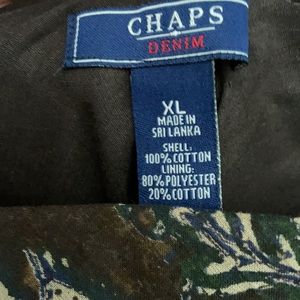 CHAPS
DENIM
XL
MADE IN
SRI LANKA
SHELL:
100% COTTON
LINING:
80% POLYESTER
20% COTTON